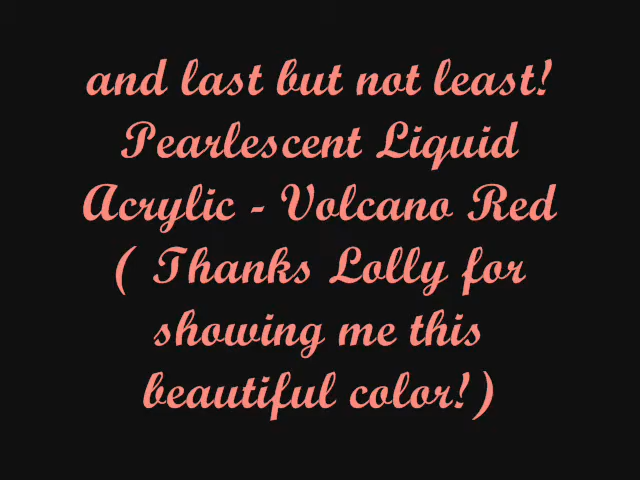 and last but not least!
Pearlescent Liquid
Acrylic - Volcano Red
( Thanks Lolly for
showing me this
beautiful color!)